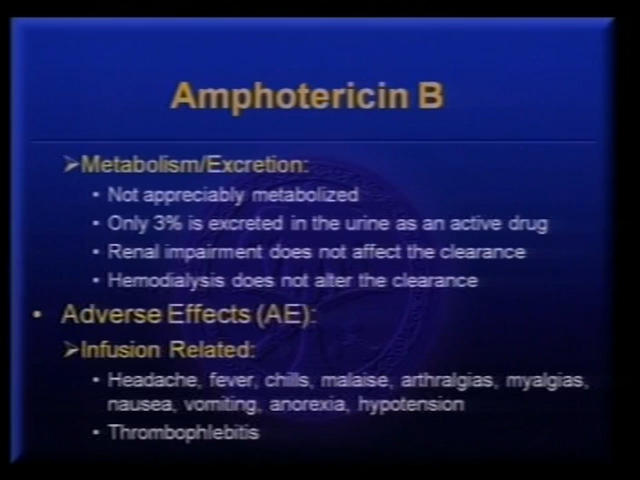 Amphotericin B
➢Metabolism/Excretion:
• Not appreciably metabolized
• Only 3% is excreted in the urine as an active drug
• Renal impairment does not affect the clearance
• Hemodialysis does not alter the clearance
• Adverse Effects (AE):
➢Infusion Related:
• Headache, fever, chills, malaise, arthralgias, myalgias,
nausea, vomiting, anorexia, hypotension
• Thrombophlebitis